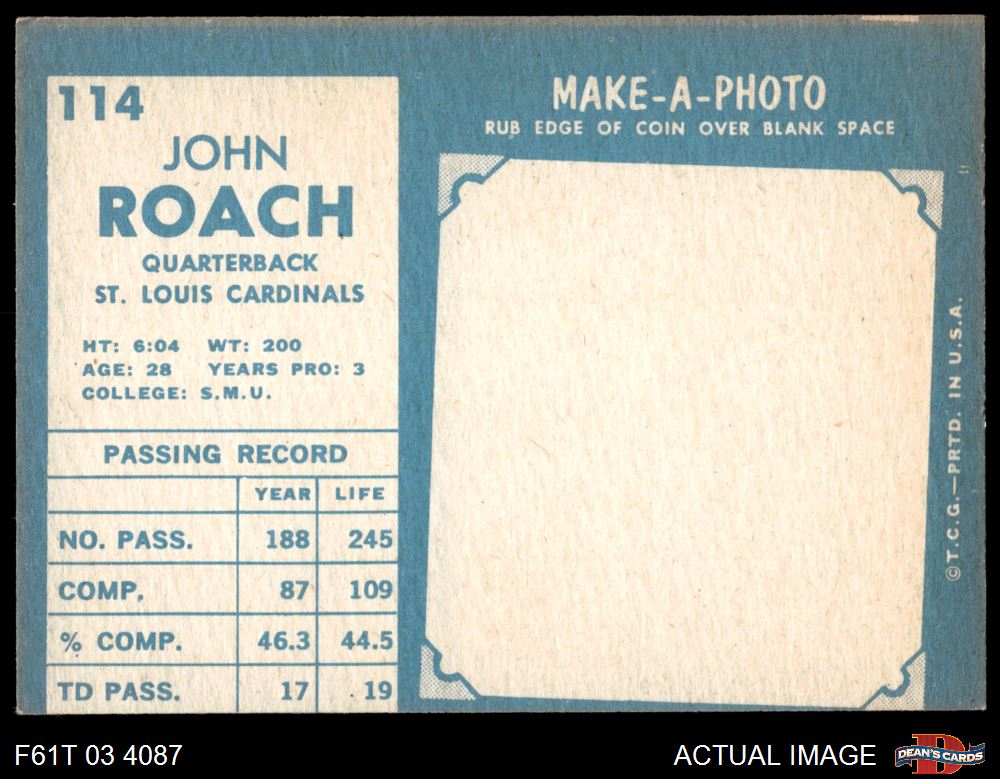 114
JOHN
ROACH
QUARTERBACK
ST. LOUIS CARDINALS
HT: 6:04 WT: 200
AGE: 28 YEARS PRO: 3
COLLEGE: S.M.U.
PASSING RECORD
YEAR LIFE
NO. PASS. 188 245
COMP. 87 109
% COMP. 46.3 44.5
TD PASS. 17 19
MAKE-A-PHOTO
RUB EDGE OF COIN OVER BLANK SPACE
©T.C.G.—PRTD. IN U.S.A.
F61T 03 4087
ACTUAL IMAGE
D
DEAN'S CARDS